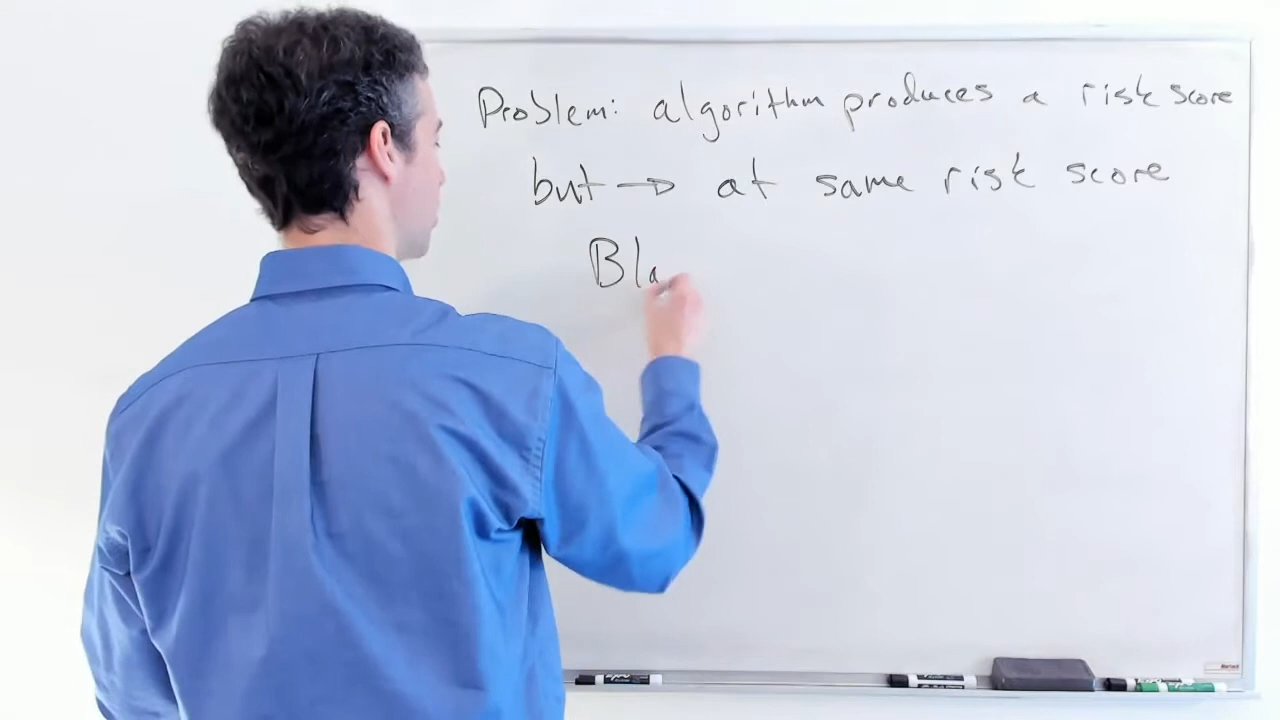 Problem: algorithm produces a risk score
but → at same risk score
Bla